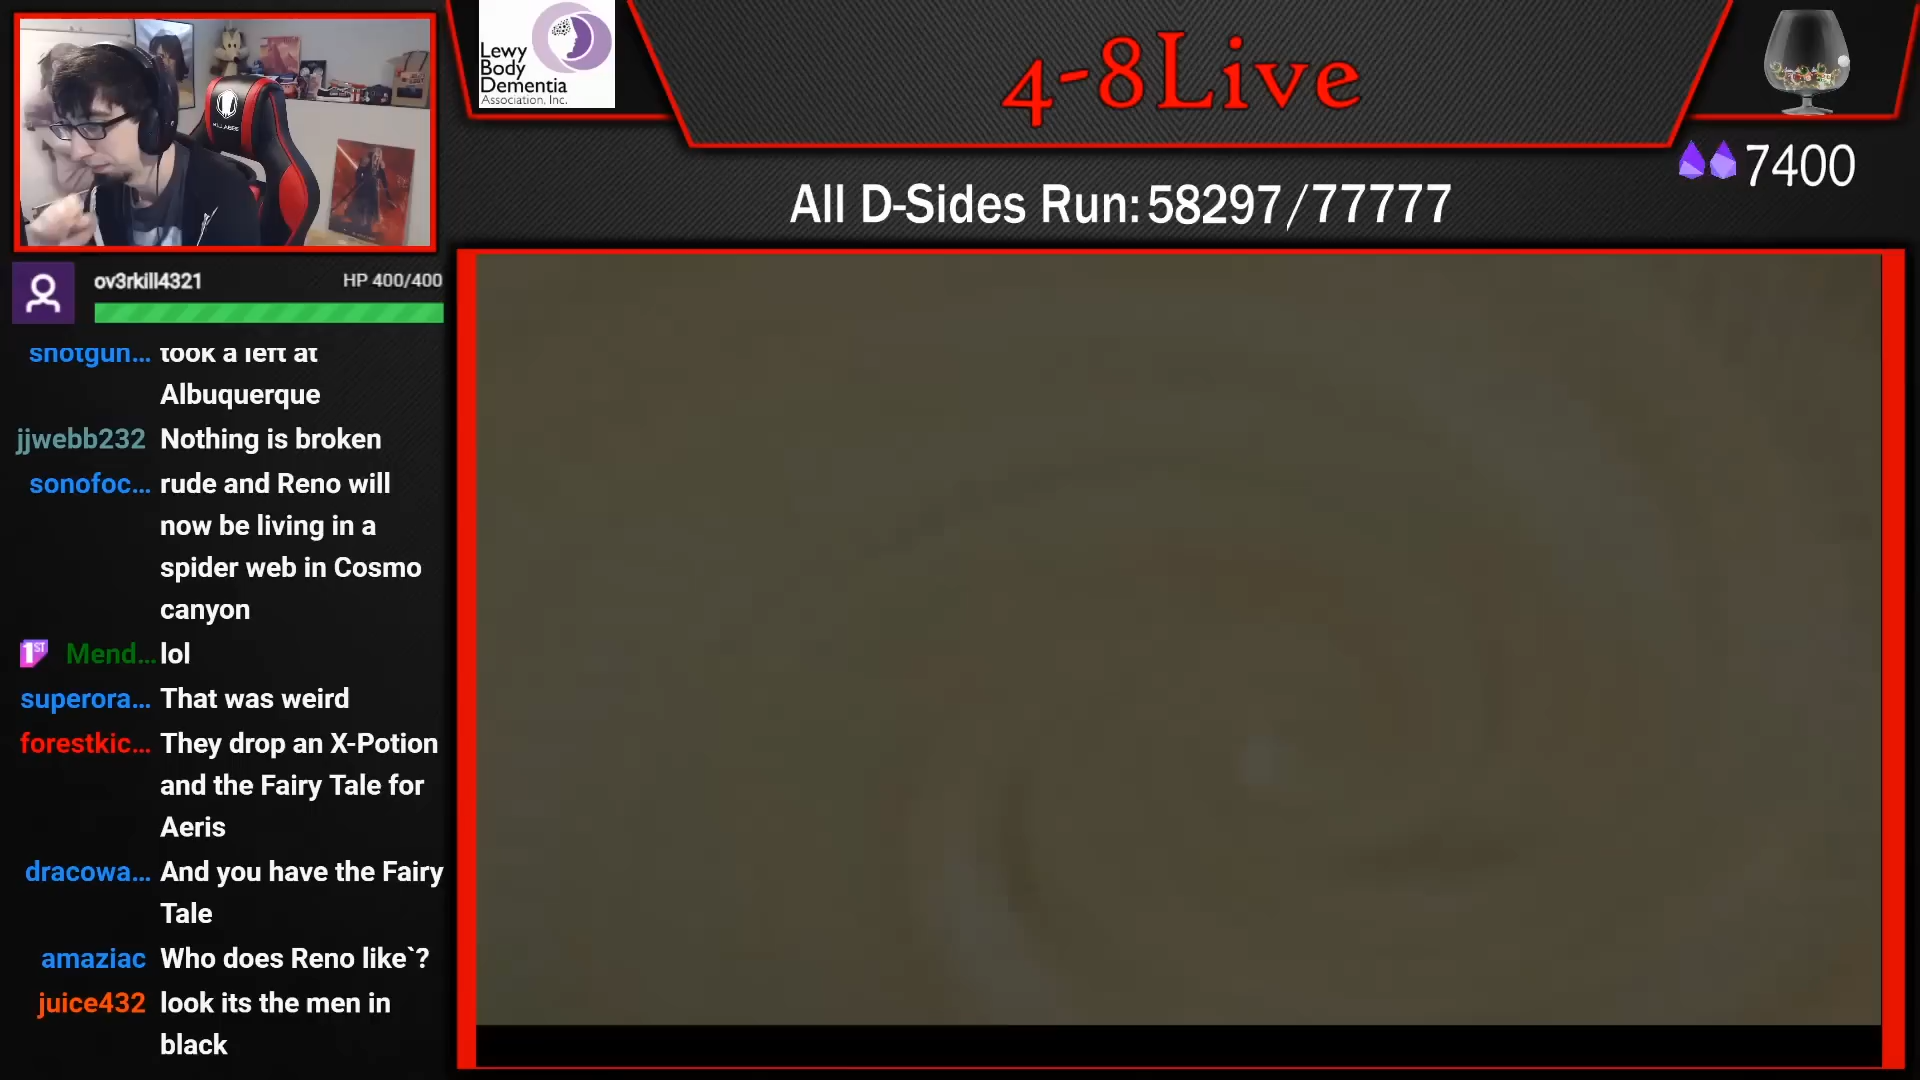 Lewy
Body
Dementia
Association, Inc.
4-8Live
7400
All D-Sides Run: 58297/77777
ov3rkill4321 HP 400/400
shotgun... took a left at
Albuquerque
jjwebb232 Nothing is broken
sonofoc... rude and Reno will
now be living in a
spider web in Cosmo
canyon
1ST Mend... lol
superora... That was weird
forestkic... They drop an X-Potion
and the Fairy Tale for
Aeris
dracowa... And you have the Fairy
Tale
amaziac Who does Reno like`?
juice432 look its the men in
black